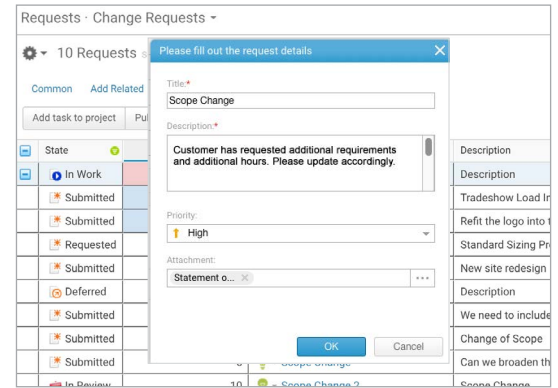 Requests · Change Requests
10 Requests
Please fill out the request details
Common Add Related
Title:*
Scope Change
Add task to project
Description:*
Customer has requested additional requirements
and additional hours. Please update accordingly.
State
Description
In Work
Description
Submitted
Tradeshow Load
Submitted
Refit the logo into
Priority:
High
Requested
Standard Sizing
Submitted
New site redesign
Attachment:
Statement o...
Deferred
Description
Submitted
We need to include
Submitted
Change of Scope
OK Cancel
Submitted
Scope Change
Can we broaden
In Review
10
Scope Change 2
Scope Change